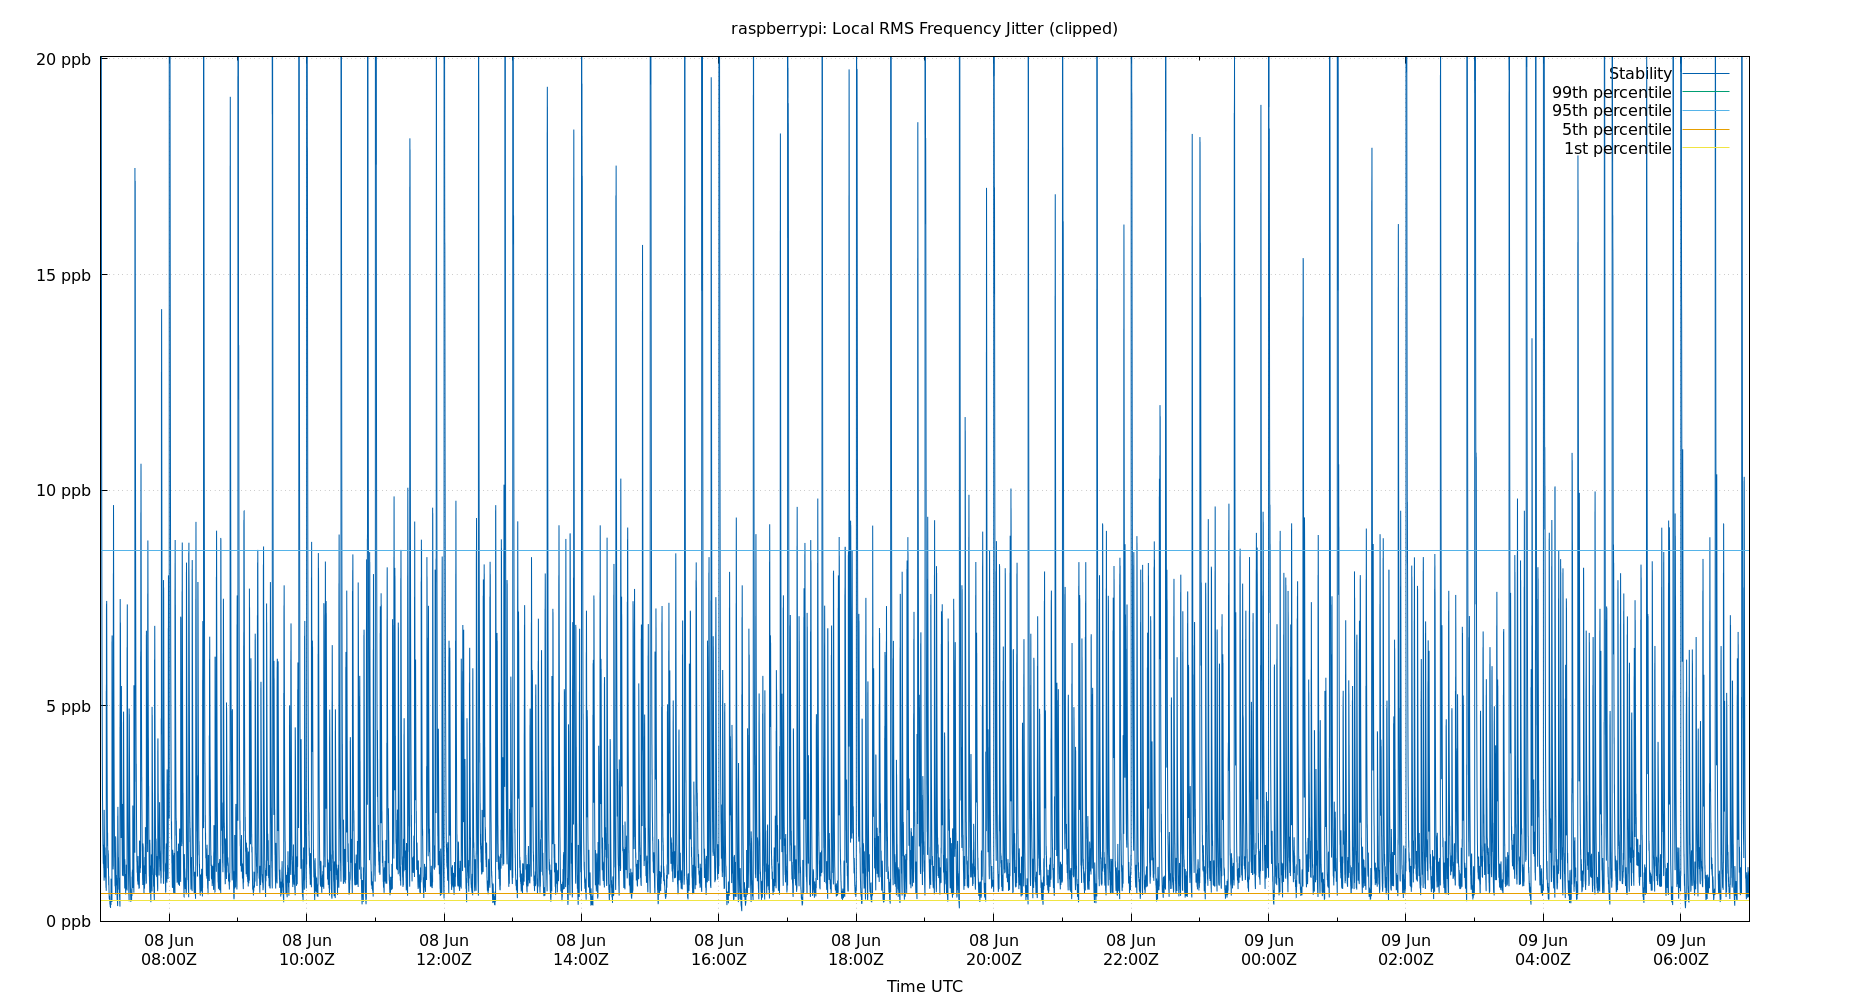 raspberrypi: Local RMS Frequency Jitter (clipped)
20 ppb
15 ppb
10 ppb
5 ppb
0 ppb
Stability
99th percentile
95th percentile
5th percentile
1st percentile
08 Jun 08 Jun 08 Jun 08 Jun 08 Jun 08 Jun 08 Jun 08 Jun 09 Jun 09 Jun 09 Jun 09 Jun
08:00Z 10:00Z 12:00Z 14:00Z 16:00Z 18:00Z 20:00Z 22:00Z 00:00Z 02:00Z 04:00Z 06:00Z
Time UTC